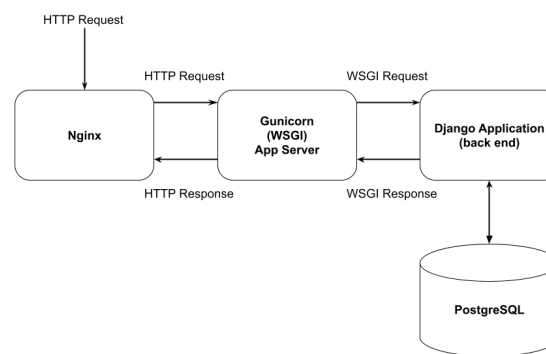 HTTP Request
HTTP Request
WSGI Request
Nginx
Gunicorn
(WSGI)
App Server
Django Application
(back end)
HTTP Response
WSGI Response
PostgreSQL